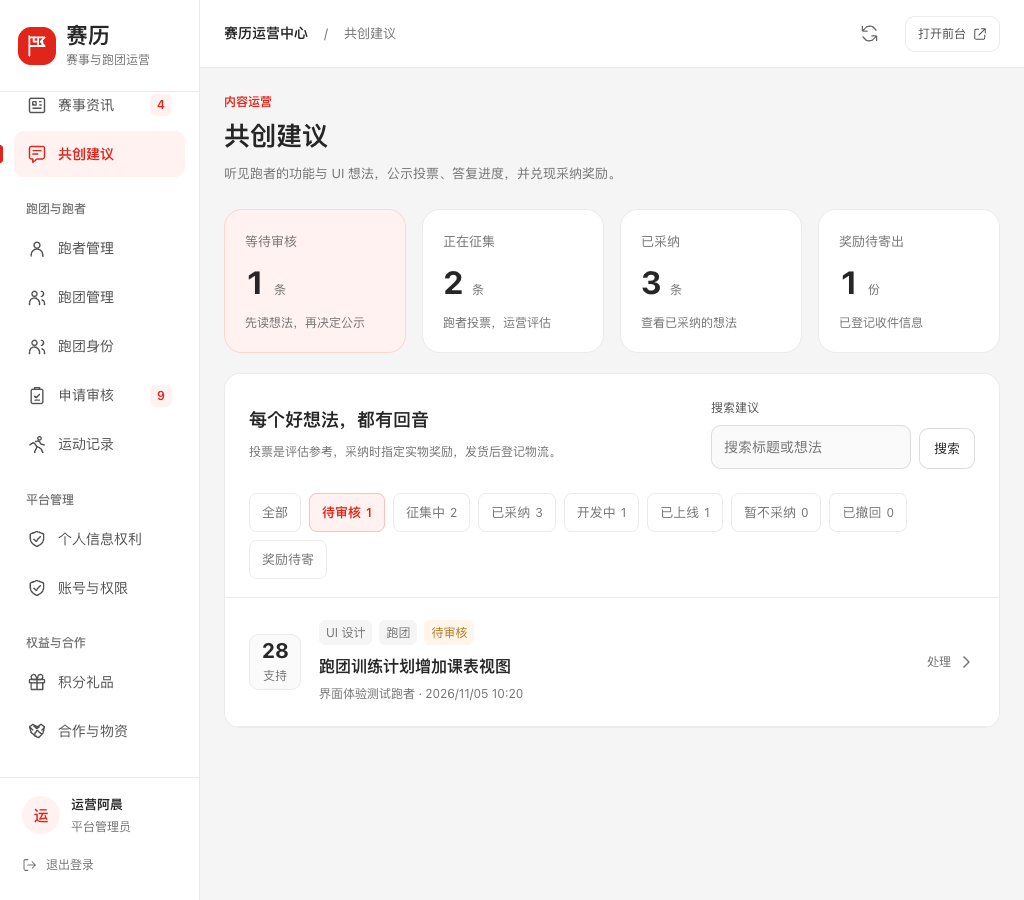 赛历
赛事与跑团运营
赛事资讯 4
共创建议
跑团与跑者
跑者管理
跑团管理
跑团身份
申请审核 9
运动记录
平台管理
个人信息权利
账号与权限
权益与合作
积分礼品
合作与物资
运 运营阿晨
平台管理员
退出登录
赛历运营中心 / 共创建议
打开前台
内容运营
共创建议
听见跑者的功能与 UI 想法，公示投票、答复进度，并兑现采纳奖励。
等待审核
1 条
先读想法，再决定公示
正在征集
2 条
跑者投票，运营评估
已采纳
3 条
查看已采纳的想法
奖励待寄出
1 份
已登记收件信息
每个好想法，都有回音
投票是评估参考，采纳时指定实物奖励，发货后登记物流。
搜索建议
搜索标题或想法 搜索
全部 待审核 1 征集中 2 已采纳 3 开发中 1 已上线 1 暂不采纳 0 已撤回 0
奖励待寄
28
支持
UI 设计 跑团 待审核
跑团训练计划增加课表视图
界面体验测试跑者 · 2026/11/05 10:20
处理